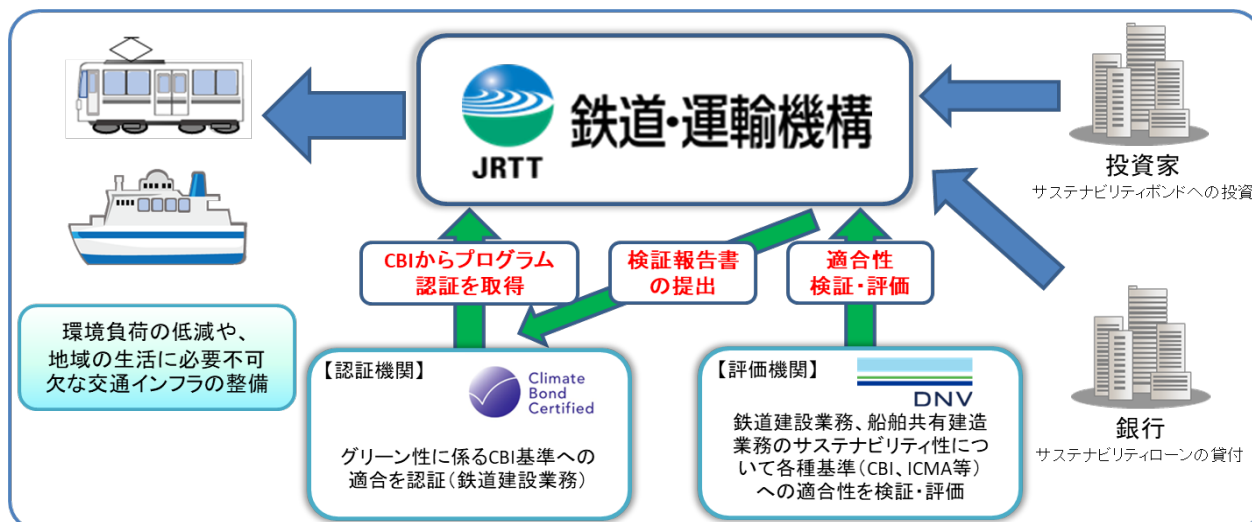 鉄道・運輸機構
JRTT
投資家
サステナビリティボンドへの投資
CBIからプログラム
認証を取得
検証報告書
の提出
適合性
検証・評価
環境負荷の低減や、
地域の生活に必要不可
欠な交通インフラの整備
【認証機関】
Climate
Bond
Certified
グリーン性に係るCBI基準への
適合を認証(鉄道建設業務)
【評価機関】
DNV
鉄道建設業務、船舶共有建造
業務のサステナビリティ性につ
いて各種基準(CBI、ICMA等)
への適合性を検証・評価
銀行
サステナビリティローンの貸付